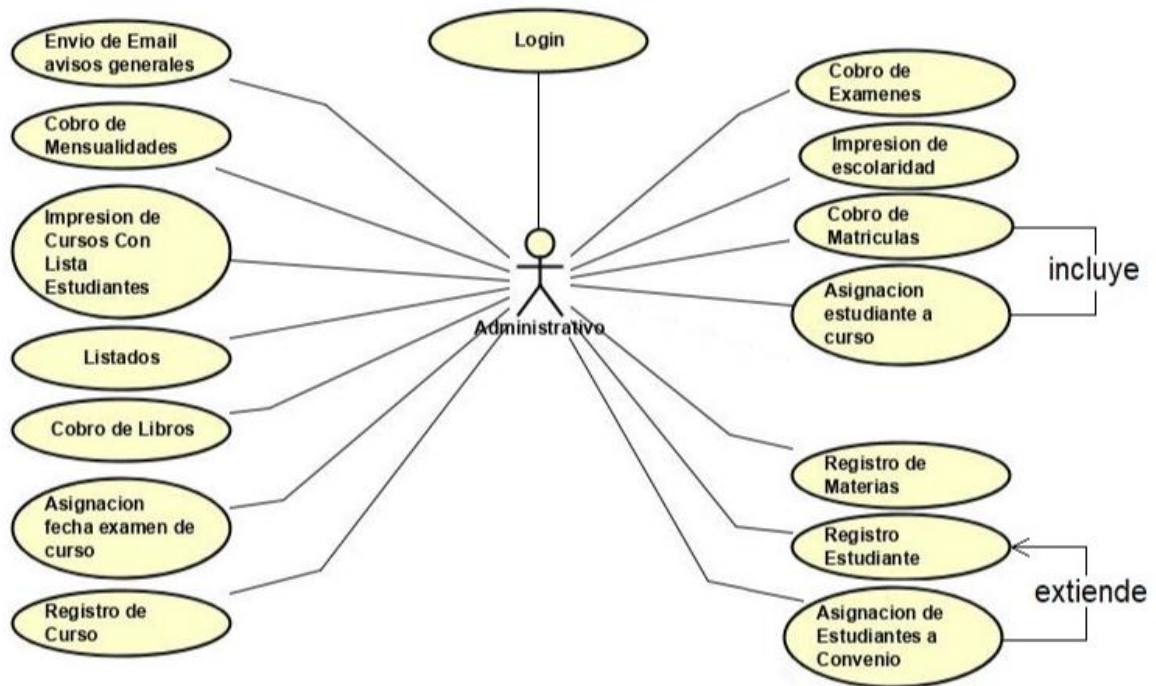 Envio de Email
avisos generales
Login
Cobro de
Examenes
Cobro de
Mensualidades
Impresion de
escolaridad
Impresion de
Cursos Con
Lista
Estudiantes
Cobro de
Matriculas
incluye
Asignacion
estudiante a
curso
Administrativo
Listados
Cobro de Libros
Registro de
Materias
Asignacion
fecha examen de
curso
Registro
Estudiante
extiende
Registro de
Curso
Asignacion de
Estudiantes a
Convenio